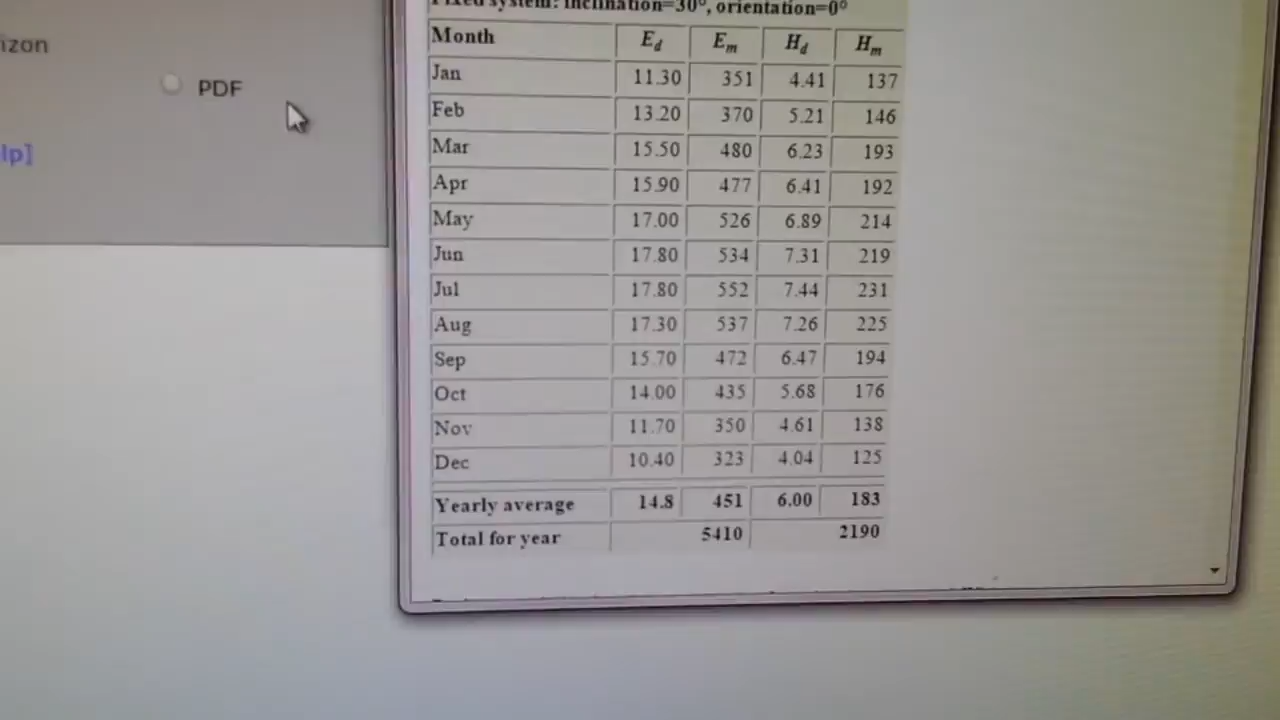 Fixed system: inclination=30°, orientation=0°
Month Ed Em Hd Hm
Jan 11.30 351 4.41 137
Feb 13.20 370 5.21 146
Mar 15.50 480 6.23 193
Apr 15.90 477 6.41 192
May 17.00 526 6.89 214
Jun 17.80 534 7.31 219
Jul 17.80 552 7.44 231
Aug 17.30 537 7.26 225
Sep 15.70 472 6.47 194
Oct 14.00 435 5.68 176
Nov 11.70 350 4.61 138
Dec 10.40 323 4.04 125
Yearly average 14.8 451 6.00 183
Total for year 5410 2190
izon
PDF
lp]